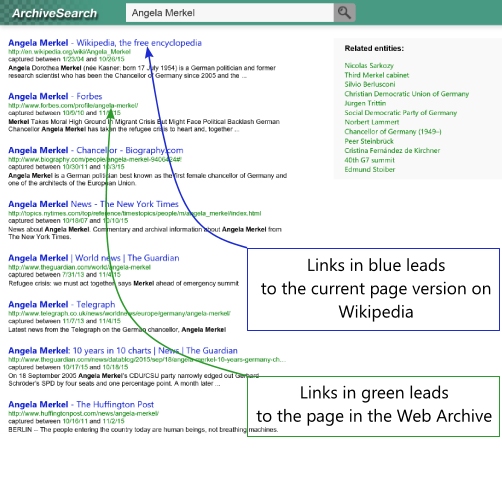 ArchiveSearch
Angela Merkel
Angela Merkel - Wikipedia, the free encyclopedia
http://en.wikipedia.org/wiki/Angela_Merkel
captured between 1/23/04 and 10/26/15
Angela Dorothea Merkel (née Kasner: born 17 July 1954) is a German politician and former
research scientist who has been the Chancellor of Germany since 2005 and the ...
Angela Merkel - Forbes
http://www.forbes.com/profile/angela-merkel/
captured between 10/9/10 and 11/2/15
Merkel Takes Moral High Ground In Migrant Crisis But Might Face Political Backlash German
Chancellor Angela Merkel has taken the refugee crisis to heart and, together ...
Angela Merkel - Chancellor - Biography.com
http://www.biography.com/people/angela-merkel-9406424#!
captured between 10/30/11 and 10/3/15
Angela Merkel is a German politician best known as the first female chancellor of Germany and
one of the architects of the European Union.
Angela Merkel News - The New York Times
http://topics.nytimes.com/top/reference/timestopics/people/m/angela_merkel/index.html
captured between 10/18/07 and 10/10/15
News about Angela Merkel. Commentary and archival information about Angela Merkel from
The New York Times.
Angela Merkel | World news | The Guardian
http://www.theguardian.com/world/angela-merkel
captured between 7/31/13 and 11/4/15
Refugee crisis: we must act together, says Merkel ahead of emergency summit
Angela Merkel - Telegraph
http://www.telegraph.co.uk/news/worldnews/europe/germany/angela-merkel/
captured between 11/7/13 and 11/4/15
Latest news from the Telegraph on the German chancellor, Angela Merkel
Angela Merkel: 10 years in 10 charts | News | The Guardian
http://www.theguardian.com/news/datablog/2015/sep/18/angela-merkel-10-years-germany-ch...
captured between 10/17/15 and 10/18/15
On 18 September 2005 Angela Merkel's CDU/CSU party narrowly edged out Gerhard
Schröder's SPD by four seats and one percentage point. A month later ...
Angela Merkel - The Huffington Post
http://www.huffingtonpost.com/news/angela-merkel/
captured between 10/16/11 and 11/2/15
BERLIN -- The people entering the country today are human beings, not breathing machines.
Related entities:
Nicolas Sarkozy
Third Merkel cabinet
Silvio Berlusconi
Christian Democratic Union of Germany
Jürgen Trittin
Social Democratic Party of Germany
Norbert Lammert
Chancellor of Germany (1949–)
Peer Steinbrück
Cristina Fernández de Kirchner
40th G7 summit
Edmund Stoiber
Links in blue leads
to the current page version on
Wikipedia
Links in green leads
to the page in the Web Archive